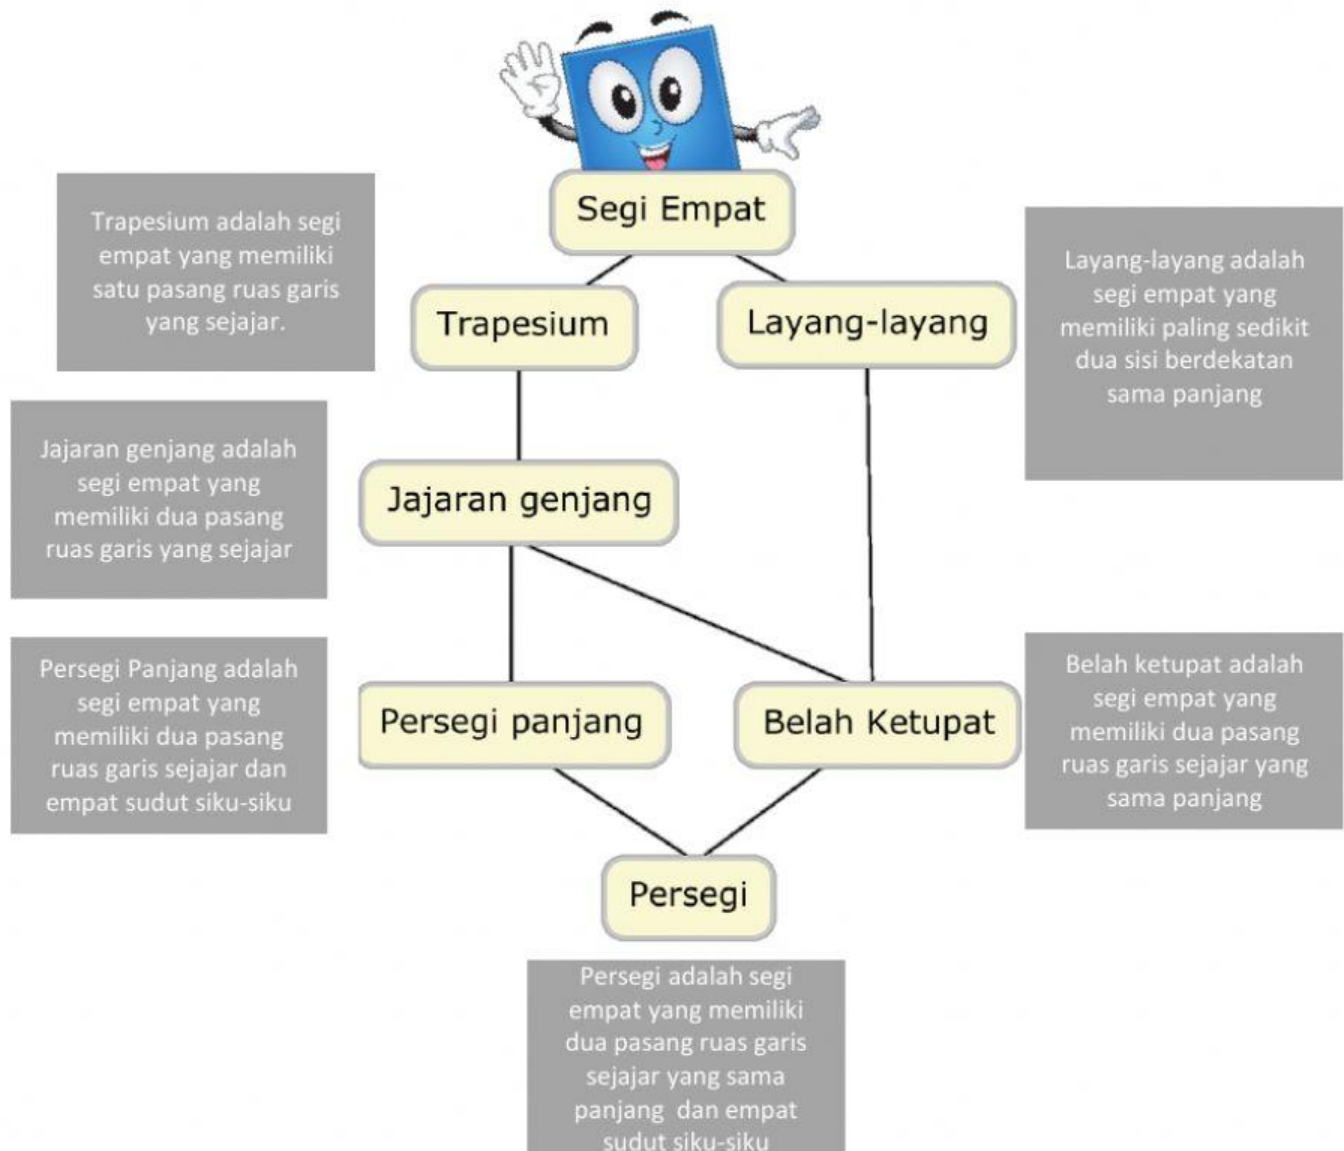 Segi Empat
Trapesium adalah segi
empat yang memiliki
satu pasang ruas garis
yang sejajar.
Trapesium
Layang-layang
Layang-layang adalah
segi empat yang
memiliki paling sedikit
dua sisi berdekatan
sama panjang
Jajaran genjang adalah
segi empat yang
memiliki dua pasang
ruas garis yang sejajar
Jajaran genjang
Persegi Panjang adalah
segi empat yang
memiliki dua pasang
ruas garis sejajar dan
empat sudut siku-siku
Persegi panjang
Belah Ketupat
Belah ketupat adalah
segi empat yang
memiliki dua pasang
ruas garis sejajar yang
sama panjang
Persegi
Persegi adalah segi
empat yang memiliki
dua pasang ruas garis
sejajar yang sama
panjang dan empat
sudut siku-siku